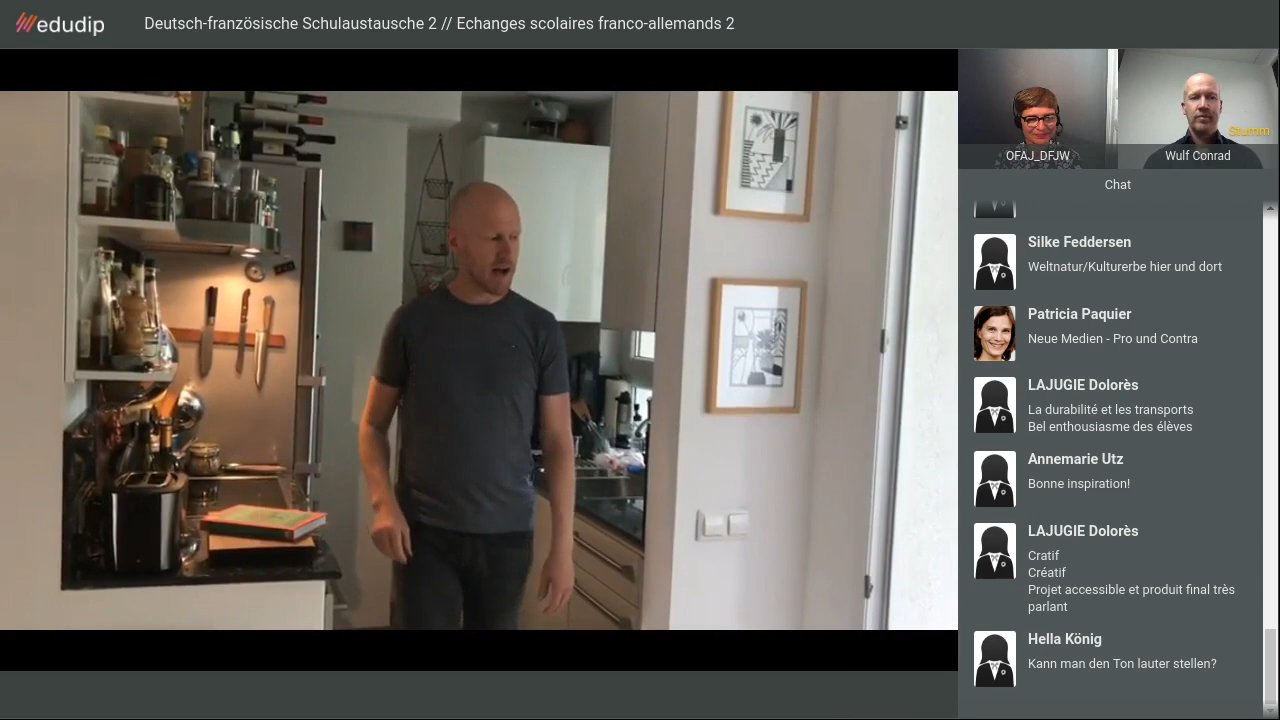 edudip
Deutsch-französische Schulaustausche 2 // Echanges scolaires franco-allemands 2
Stumm
OFAJ_DFJW
Wulf Conrad
Chat
Silke Feddersen
Weltnatur/Kulturerbe hier und dort
Patricia Paquier
Neue Medien - Pro und Contra
LAJUGIE Dolorès
La durabilité et les transports
Bel enthousiasme des élèves
Annemarie Utz
Bonne inspiration!
LAJUGIE Dolorès
Cratif
Créatif
Projet accessible et produit final très
parlant
Hella König
Kann man den Ton lauter stellen?